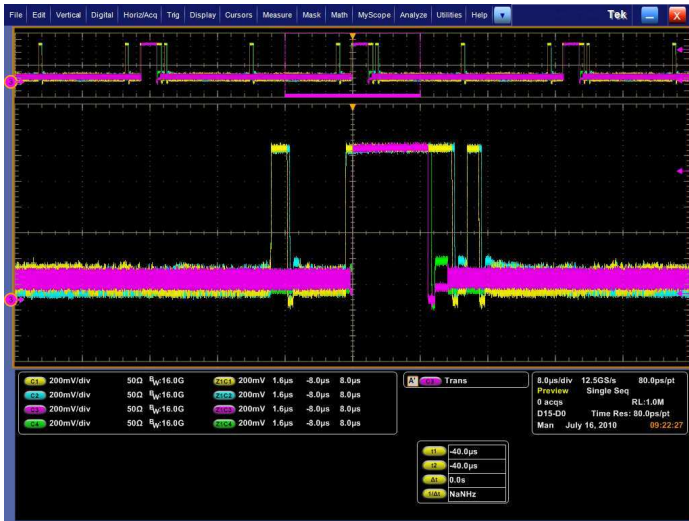 File Edit Vertical Digital Horiz/Acq Trig Display Cursors Measure Mask Math MyScope Analyze Utilities Help Tek X
C1 200mV/div 50Ω BW:16.0G Z1C1 200mV 1.6µs -8.0µs 8.0µs
C2 200mV/div 50Ω BW:16.0G Z1C2 200mV 1.6µs -8.0µs 8.0µs
C3 200mV/div 50Ω BW:16.0G Z1C3 200mV 1.6µs -8.0µs 8.0µs
C4 200mV/div 50Ω BW:16.0G Z1C4 200mV 1.6µs -8.0µs 8.0µs
A' C3 Trans
8.0µs/div 12.5GS/s 80.0ps/pt
Preview Single Seq
0 acqs RL:1.0M
D15-D0 Time Res: 80.0ps/pt
Man July 16, 2010 09:22:27
t1 -40.0µs
t2 -40.0µs
Δt 0.0s
1/Δt NaNHz